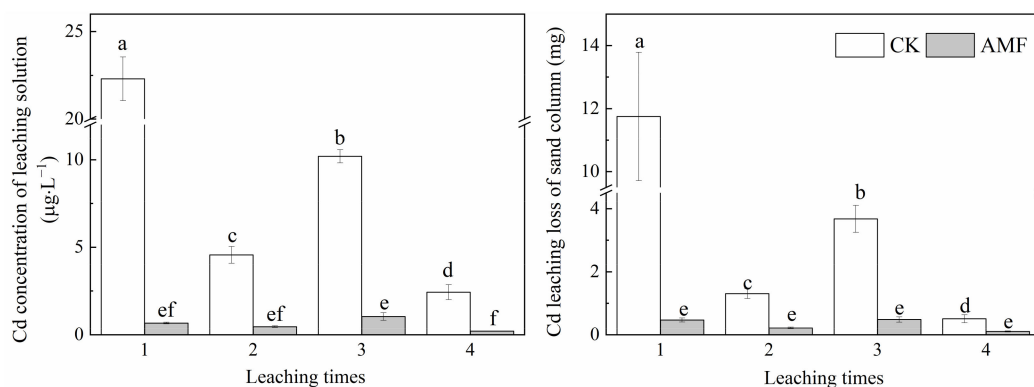 Cd concentration of leaching solution
(μg·L⁻¹)
25
20
10
5
0
a
ef
c
ef
b
e
d
f
1
2
3
4
Leaching times
Cd leaching loss of sand column (mg)
14
12
10
4
2
0
CK
AMF
a
e
c
e
b
e
d
e
1
2
3
4
Leaching times